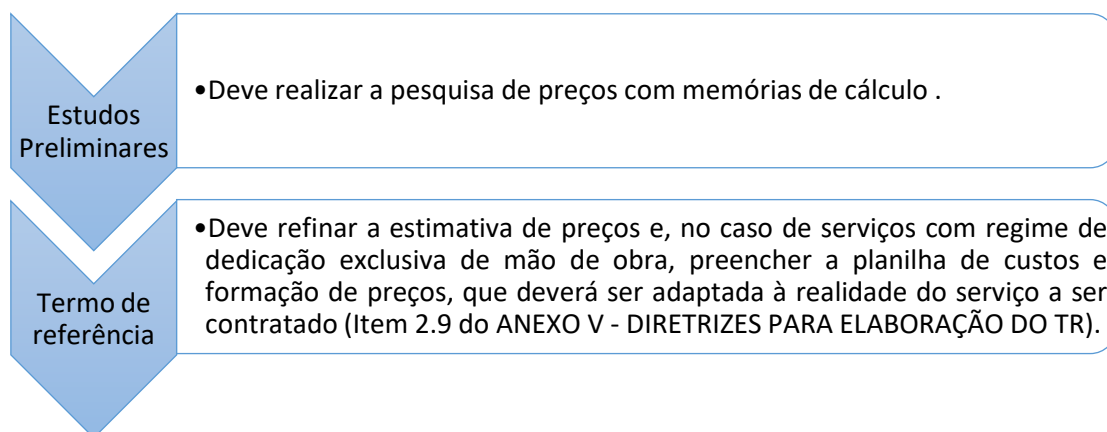 Estudos
Preliminares
•Deve realizar a pesquisa de preços com memórias de cálculo .
Termo de
referência
•Deve refinar a estimativa de preços e, no caso de serviços com regime de
dedicação exclusiva de mão de obra, preencher a planilha de custos e
formação de preços, que deverá ser adaptada à realidade do serviço a ser
contratado (Item 2.9 do ANEXO V - DIRETRIZES PARA ELABORAÇÃO DO TR).